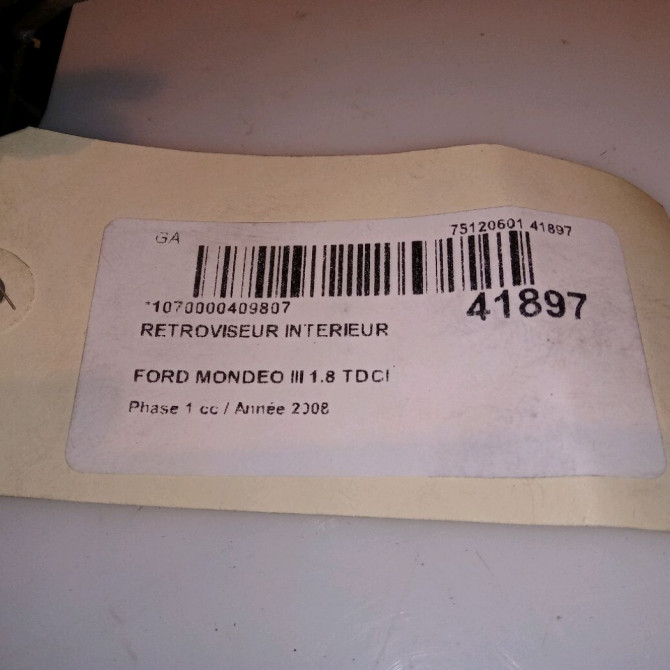 GA 75120601 41897
*1070000409807 41897
RETROVISEUR INTERIEUR
FORD MONDEO III 1.8 TDCI
Phase 1 cc / Année 2008